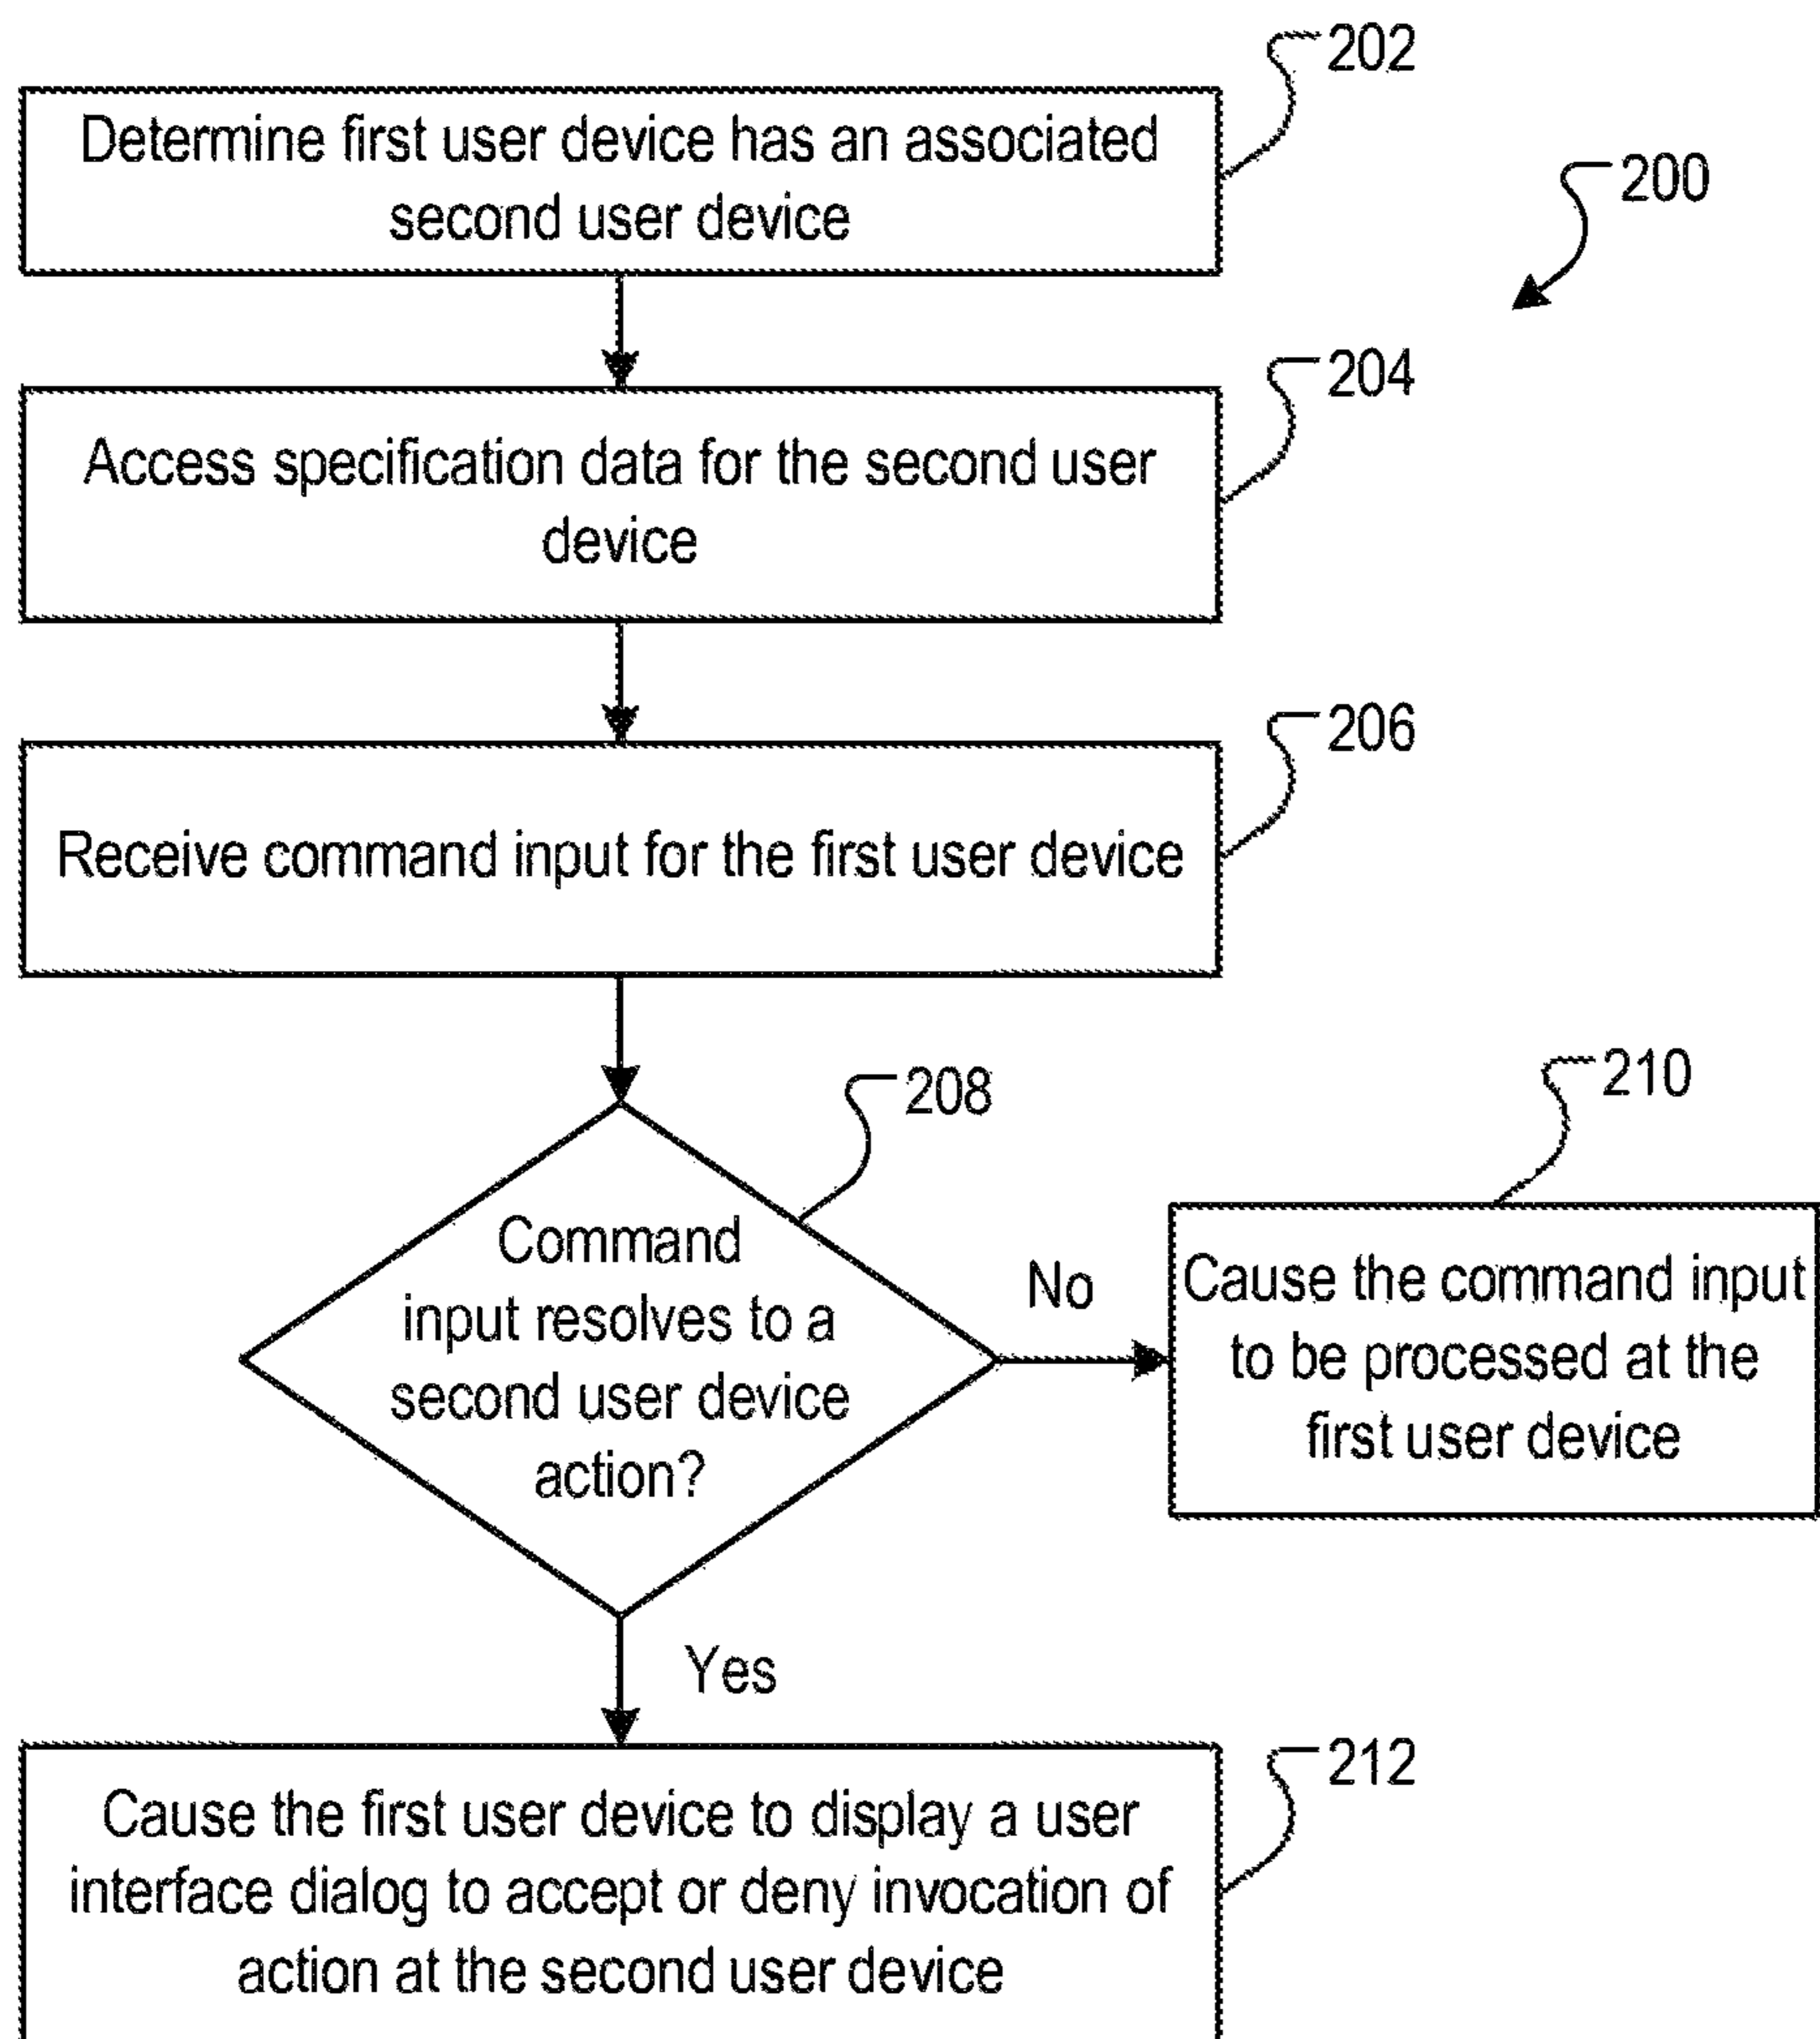 202
Determine first user device has an associated
second user device
200
204
Access specification data for the second user
device
206
Receive command input for the first user device
208
Command
input resolves to a
second user device
action?
No
210
Cause the command input
to be processed at the
first user device
Yes
212
Cause the first user device to display a user
interface dialog to accept or deny invocation of
action at the second user device